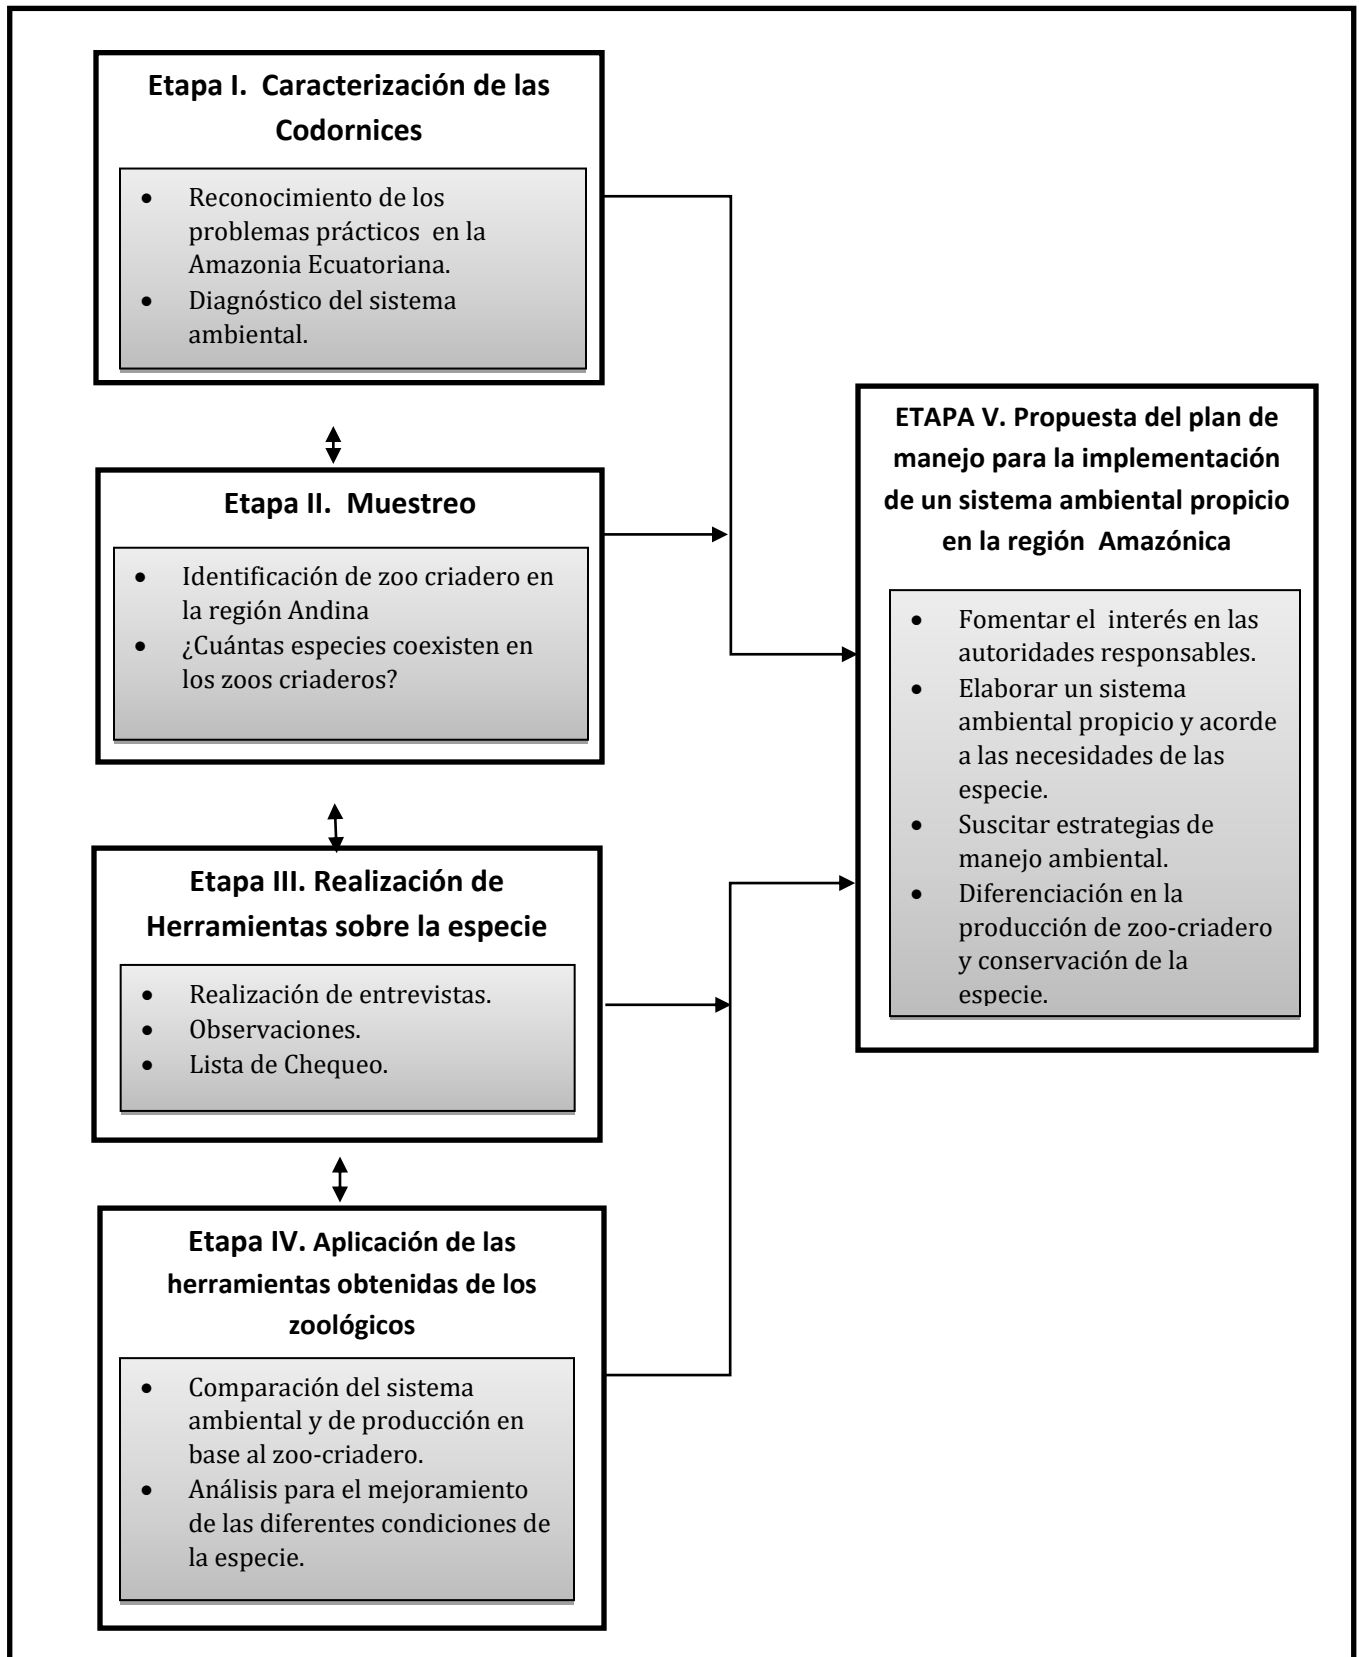 Etapa I. Caracterización de las
Codornices
• Reconocimiento de los
problemas prácticos en la
Amazonia Ecuatoriana.
• Diagnóstico del sistema
ambiental.
Etapa II. Muestreo
• Identificación de zoo criadero en
la región Andina
• ¿Cuántas especies coexisten en
los zoos criaderos?
Etapa III. Realización de
Herramientas sobre la especie
• Realización de entrevistas.
• Observaciones.
• Lista de Chequeo.
Etapa IV. Aplicación de las
herramientas obtenidas de los
zoológicos
• Comparación del sistema
ambiental y de producción en
base al zoo-criadero.
• Análisis para el mejoramiento
de las diferentes condiciones de
la especie.
ETAPA V. Propuesta del plan de
manejo para la implementación
de un sistema ambiental propicio
en la región Amazónica
• Fomentar el interés en las
autoridades responsables.
• Elaborar un sistema
ambiental propicio y acorde
a las necesidades de las
especie.
• Suscitar estrategias de
manejo ambiental.
• Diferenciación en la
producción de zoo-criadero
y conservación de la
especie.